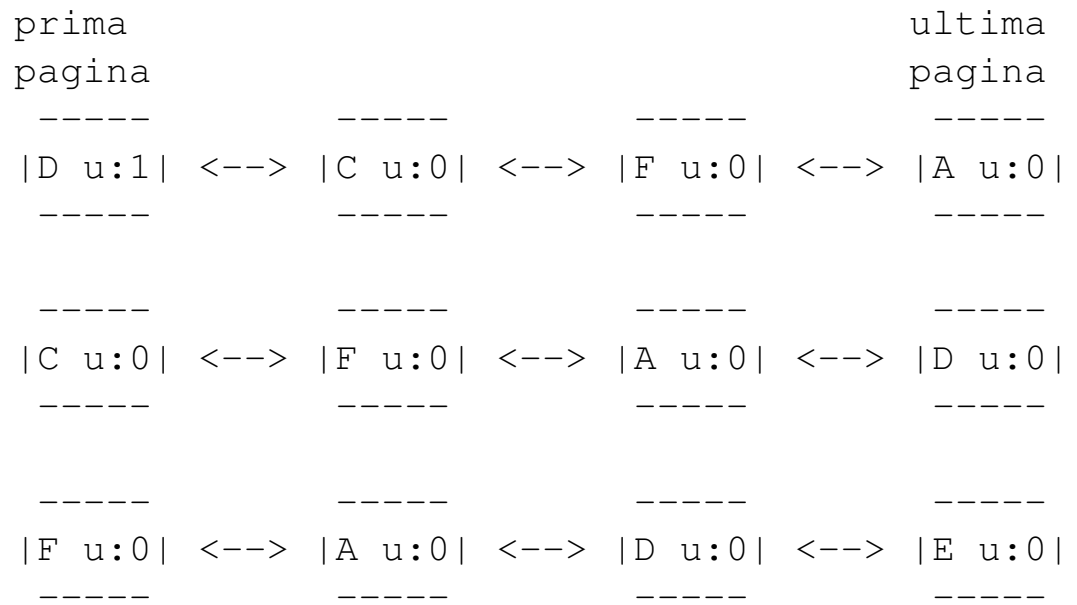 prima                                ultima
pagina                               pagina
 -----        -----        -----        -----
|D u:1| <--> |C u:0| <--> |F u:0| <--> |A u:0|
 -----        -----        -----        -----
 -----        -----        -----        -----
|C u:0| <--> |F u:0| <--> |A u:0| <--> |D u:0|
 -----        -----        -----        -----
 -----        -----        -----        -----
|F u:0| <--> |A u:0| <--> |D u:0| <--> |E u:0|
 -----        -----        -----        -----